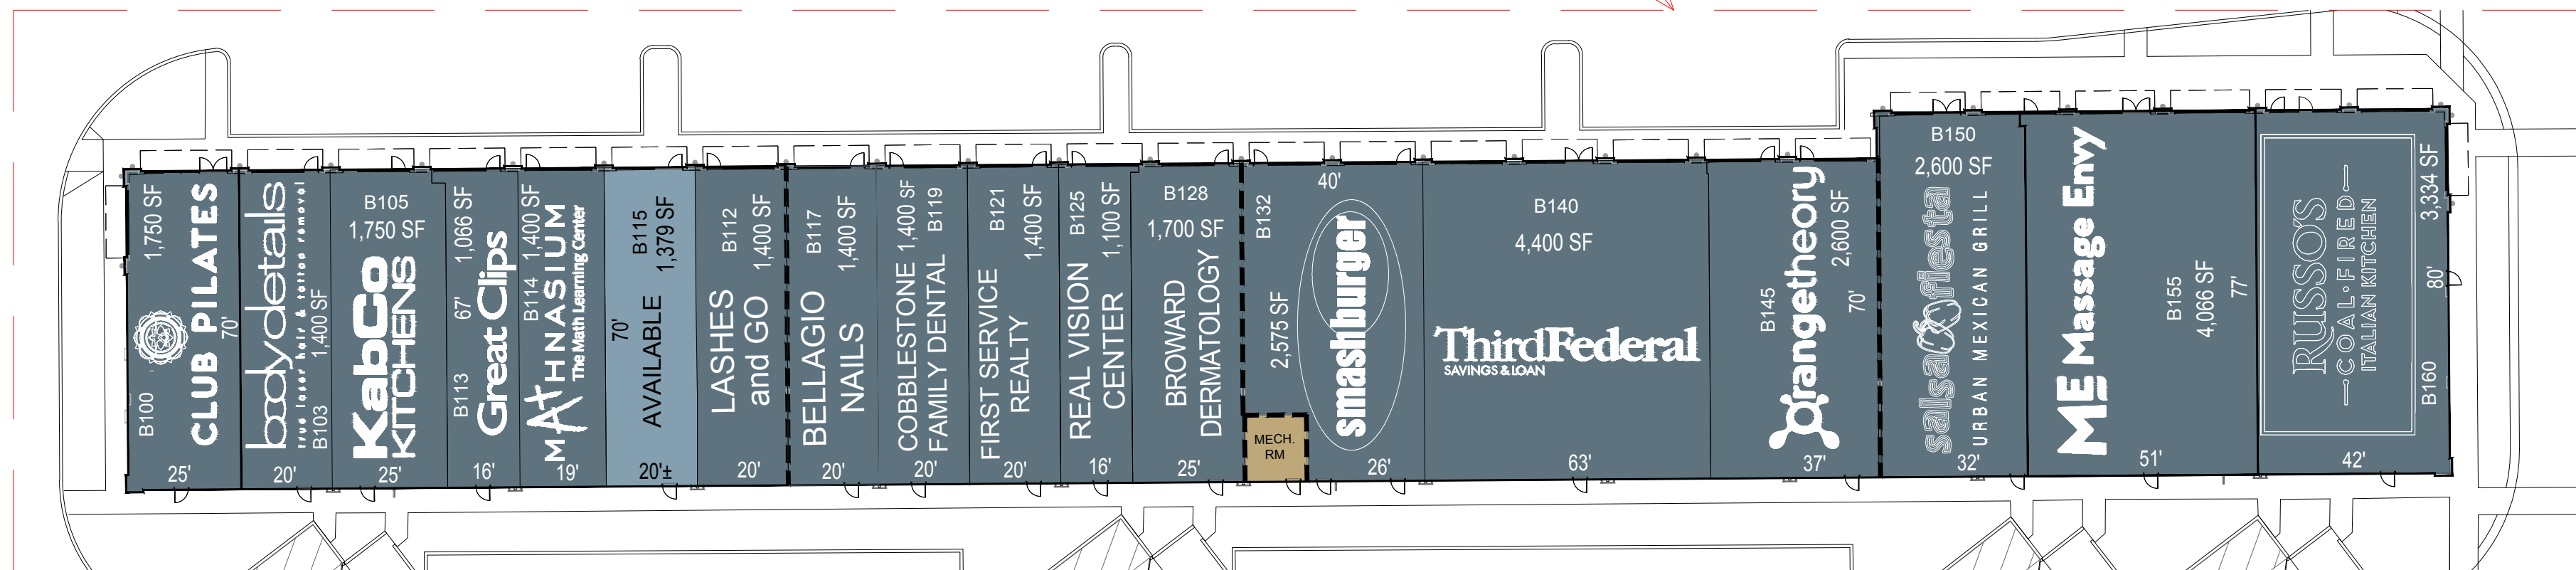 B100
1,750 SF
CLUB PILATES
70'
25'
bodydetails
true laser hair & tattoo removal
B103 1,400 SF
20'
B105
1,750 SF
KabCo
KITCHENS
25'
B113 67' 1,066 SF
Great Clips
16'
B114 1,400 SF
MATHNASIUM
The Math Learning Center
19'
70'
B115
1,379 SF
AVAILABLE
20'±
B112
1,400 SF
LASHES
and GO
20'
B117
1,400 SF
BELLAGIO
NAILS
20'
COBBLESTONE 1,400 SF
FAMILY DENTAL B119
20'
B121
1,400 SF
FIRST SERVICE
REALTY
20'
B125
1,100 SF
REAL VISION
CENTER
16'
B128
1,700 SF
BROWARD
DERMATOLOGY
25'
B132
2,575 SF
40'
smashburger
MECH.
RM
26'
B140
4,400 SF
ThirdFederal
SAVINGS & LOAN
63'
B145
Orangetheory
2,600 SF
70'
37'
B150
2,600 SF
salsa fiesta
URBAN MEXICAN GRILL
32'
ME Massage Envy
B155
4,066 SF
77'
51'
RUSSO'S
COAL·FIRED
ITALIAN KITCHEN
B160 80' 3,334 SF
42'